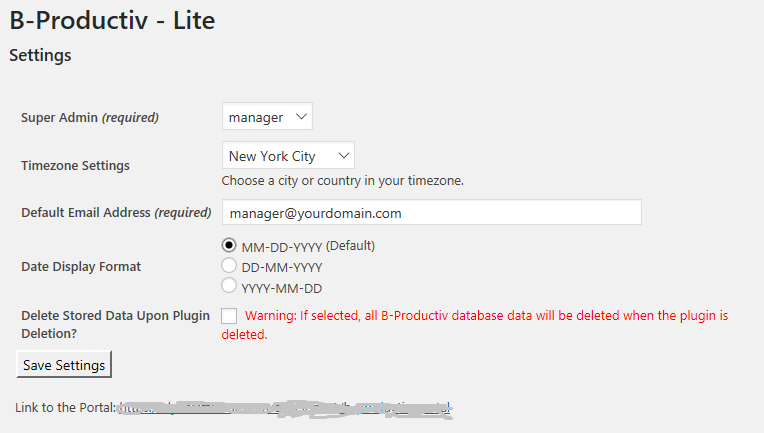 B-Productiv - Lite
Settings
Super Admin (required)
manager
Timezone Settings
New York City
Choose a city or country in your timezone.
Default Email Address (required)
manager@yourdomain.com
Date Display Format
MM-DD-YYYY (Default)
DD-MM-YYYY
YYYY-MM-DD
Delete Stored Data Upon Plugin
Deletion?
Warning: If selected, all B-Productiv database data will be deleted when the plugin is
deleted.
Save Settings
Link to the Portal: